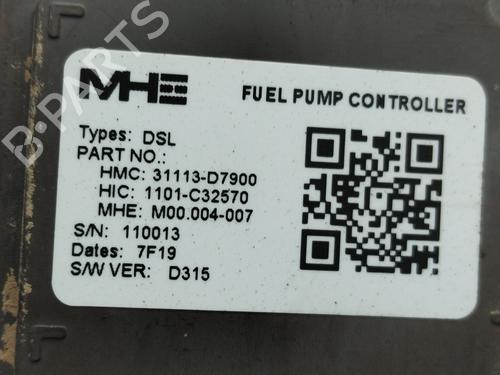 MHE
FUEL PUMP CONTROLLER
Types: DSL
PART NO.:
HMC: 31113-D7900
HIC: 1101-C32570
MHE: M00.004-007
S/N: 110013
Dates: 7F19
S/W VER: D315
B-PARTS